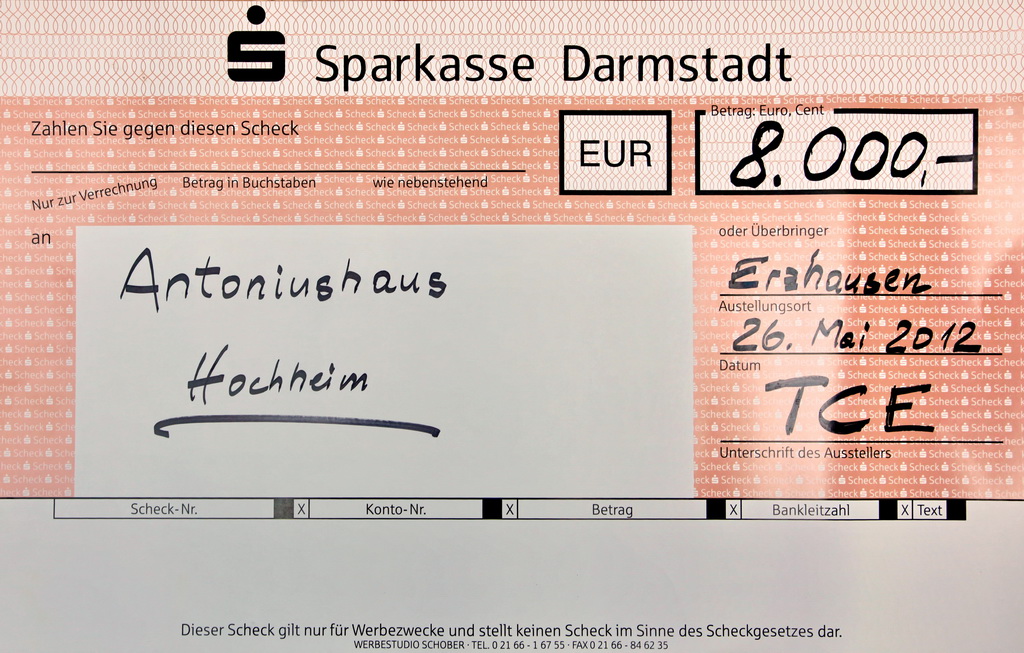 Sparkasse Darmstadt
Zahlen Sie gegen diesen Scheck
EUR
Betrag: Euro, Cent
8.000,-
Nur zur Verrechnung
Betrag in Buchstaben
wie nebenstehend
an
Antoniushaus
Hochheim
oder Überbringer
Erzhausen
Austellungsort
26. Mai 2012
Datum
TCE
Unterschrift des Ausstellers
Scheck-Nr. X Konto-Nr. X Betrag X Bankleitzahl X Text
Dieser Scheck gilt nur für Werbezwecke und stellt keinen Scheck im Sinne des Scheckgesetzes dar.
WERBESTUDIO SCHOBER · TEL. 0 21 66 - 1 67 55 · FAX 0 21 66 - 84 62 35